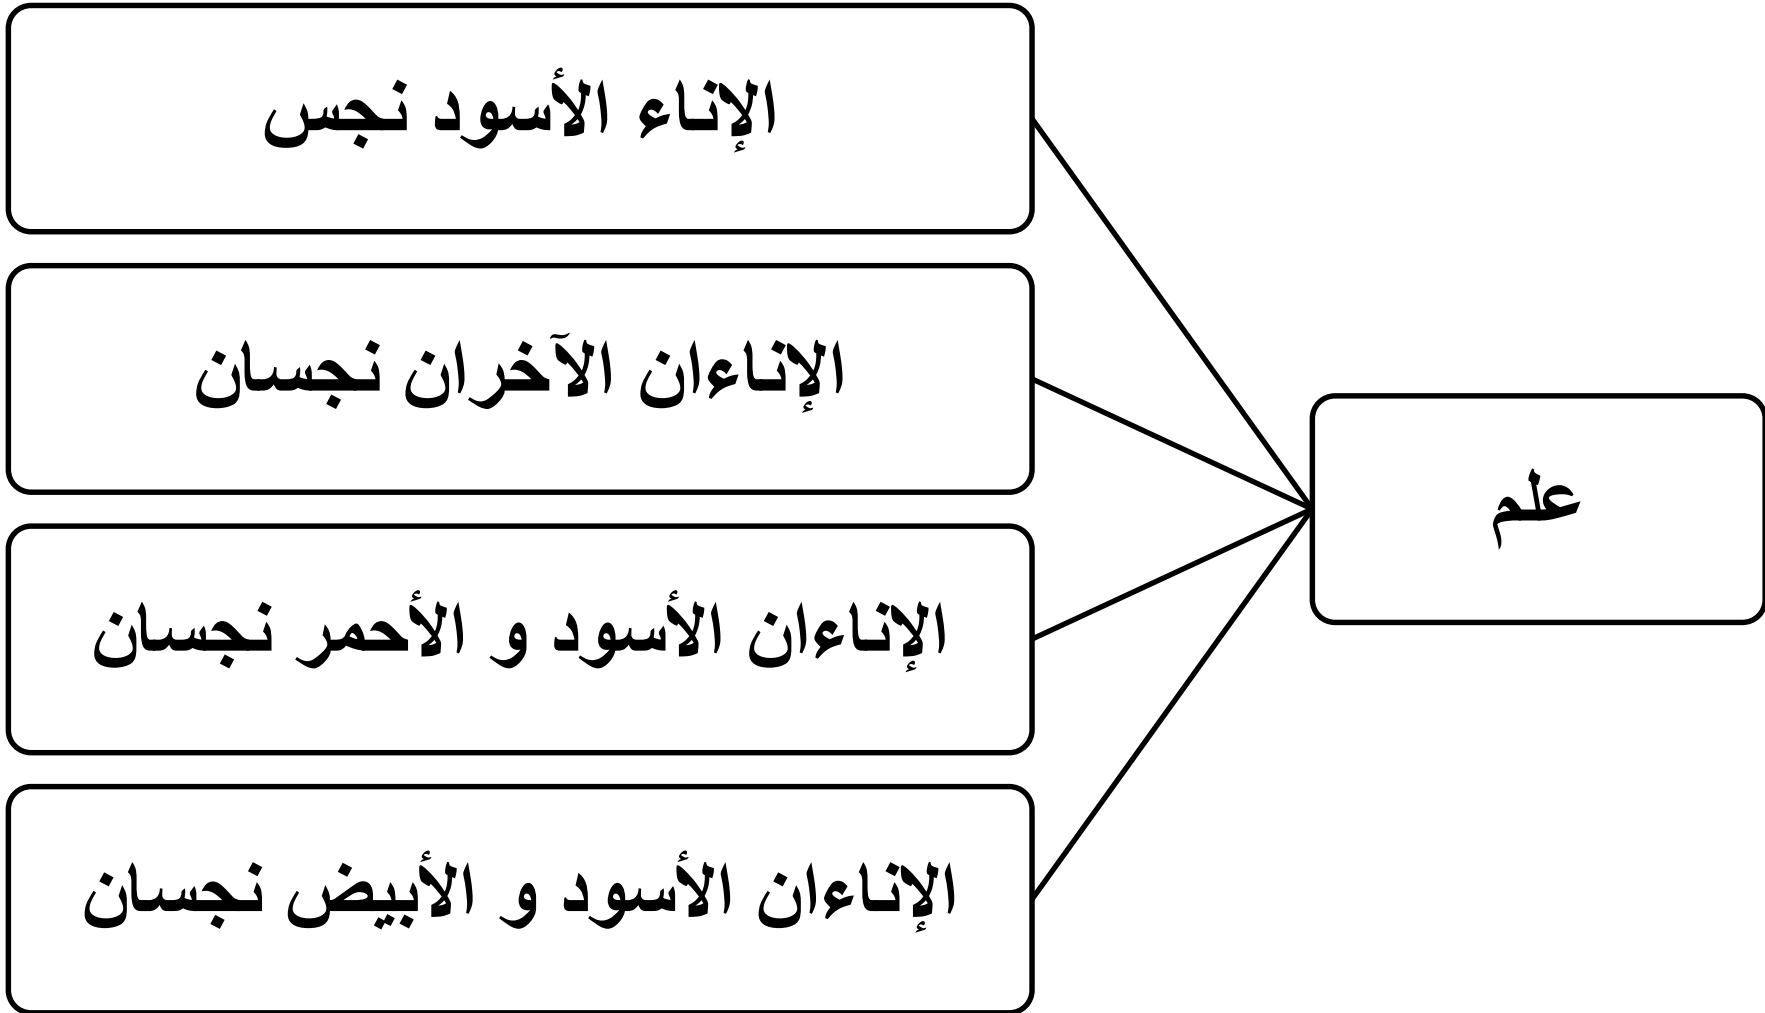 علم
الإناء الأسود نجس
الإناءان الآخران نجسان
الإناءان الأسود و الأحمر نجسان
الإناءان الأسود و الأبيض نجسان